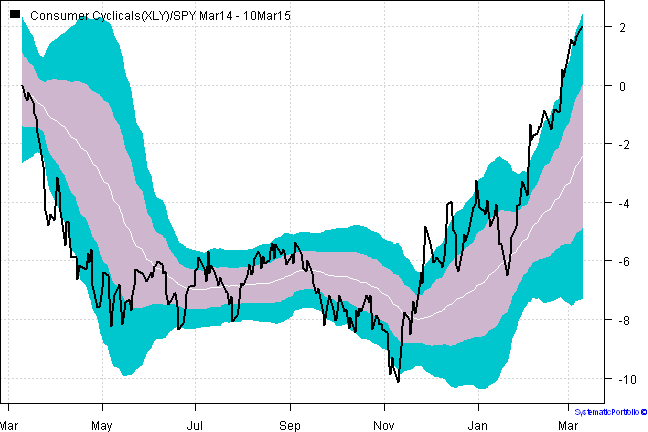 Consumer Cyclicals(XLY)/SPY Mar14 - 10Mar15
2
0
-2
-4
-6
-8
-10
Mar May Jul Sep Nov Jan Mar
SystematicPortfolio ©